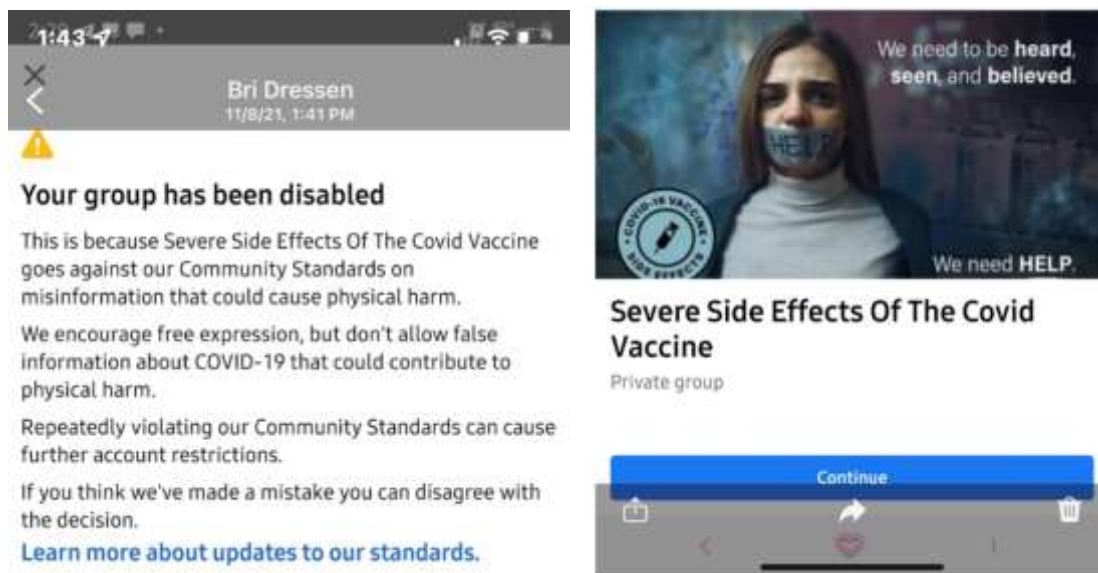 1:43
Bri Dressen
11/8/21, 1:41 PM
Your group has been disabled
This is because Severe Side Effects Of The Covid Vaccine
goes against our Community Standards on
misinformation that could cause physical harm.
We encourage free expression, but don't allow false
information about COVID-19 that could contribute to
physical harm.
Repeatedly violating our Community Standards can cause
further account restrictions.
If you think we've made a mistake you can disagree with
the decision.
Learn more about updates to our standards.
We need to be heard,
seen, and believed.
HELP
COVID-19 VACCINE
SIDE EFFECTS
We need HELP.
Severe Side Effects Of The Covid
Vaccine
Private group
Continue